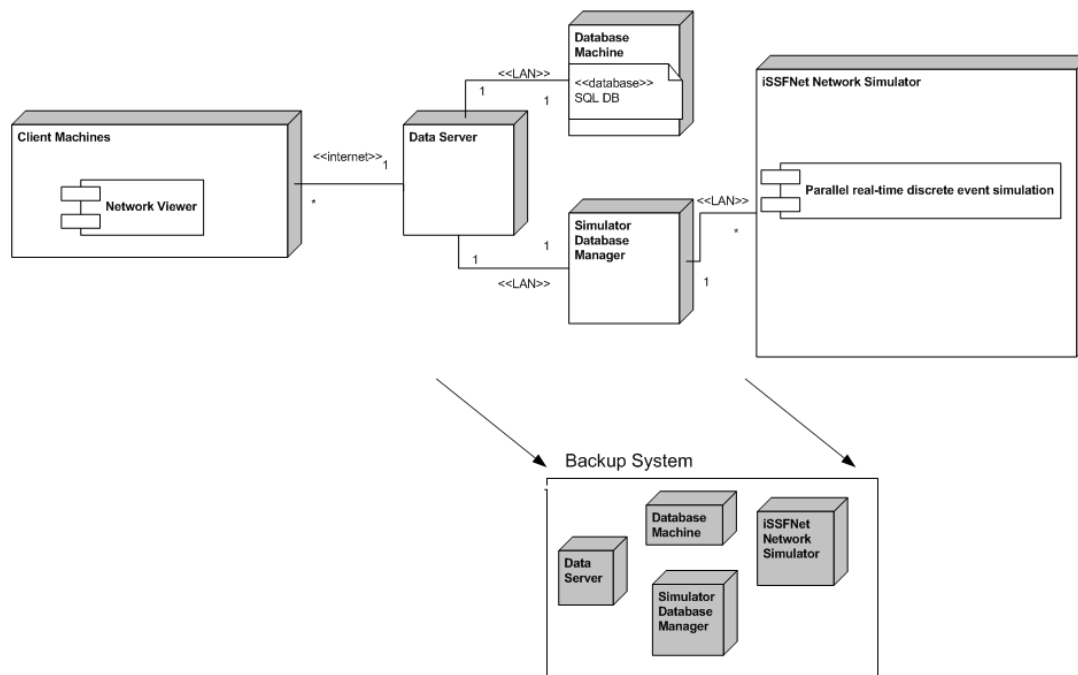 Client Machines
Network Viewer
<<internet>>
1
*
Data Server
<<LAN>>
1
1
Database
Machine
<<database>>
SQL DB
1
<<LAN>>
1
Simulator
Database
Manager
<<LAN>>
*
1
iSSFNet Network Simulator
Parallel real-time discrete event simulation
Backup System
Data
Server
Database
Machine
Simulator
Database
Manager
iSSFNet
Network
Simulator